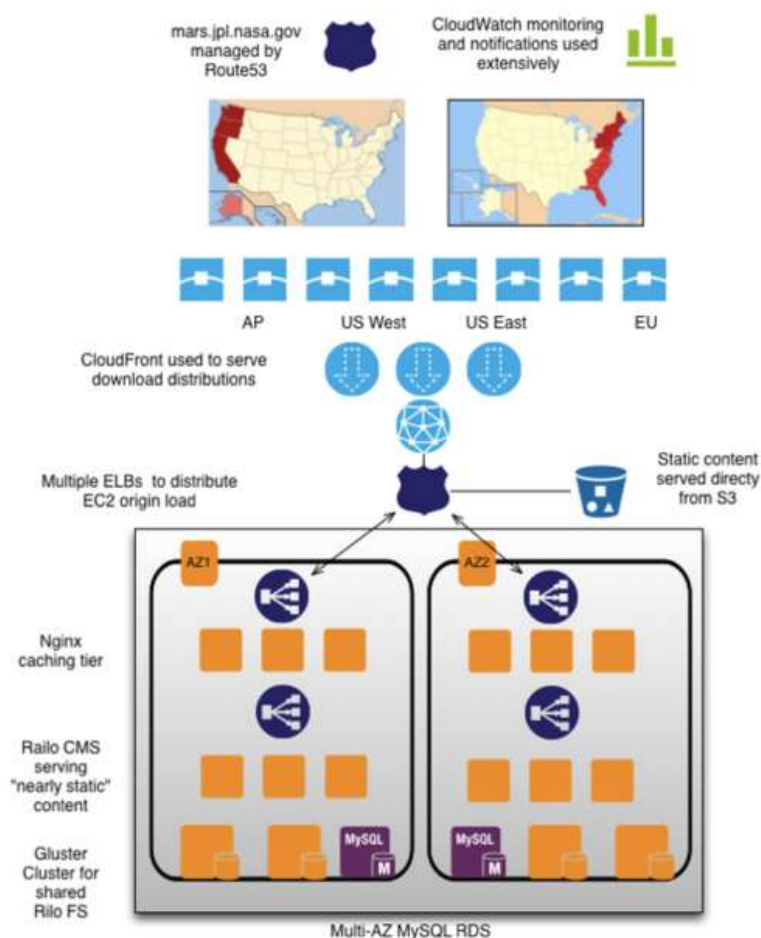 mars.jpl.nasa.gov
managed by
Route53
CloudWatch monitoring
and notifications used
extensively
AP
US West
US East
EU
CloudFront used to serve
download distributions
Multiple ELBs to distribute
EC2 origin load
Static content
served directy
from S3
AZ1
AZ2
Nginx
caching tier
Railo CMS
serving
"nearly static"
content
Gluster
Cluster for
shared
Rilo FS
MySQL
M
MySQL
M
Multi-AZ MySQL RDS